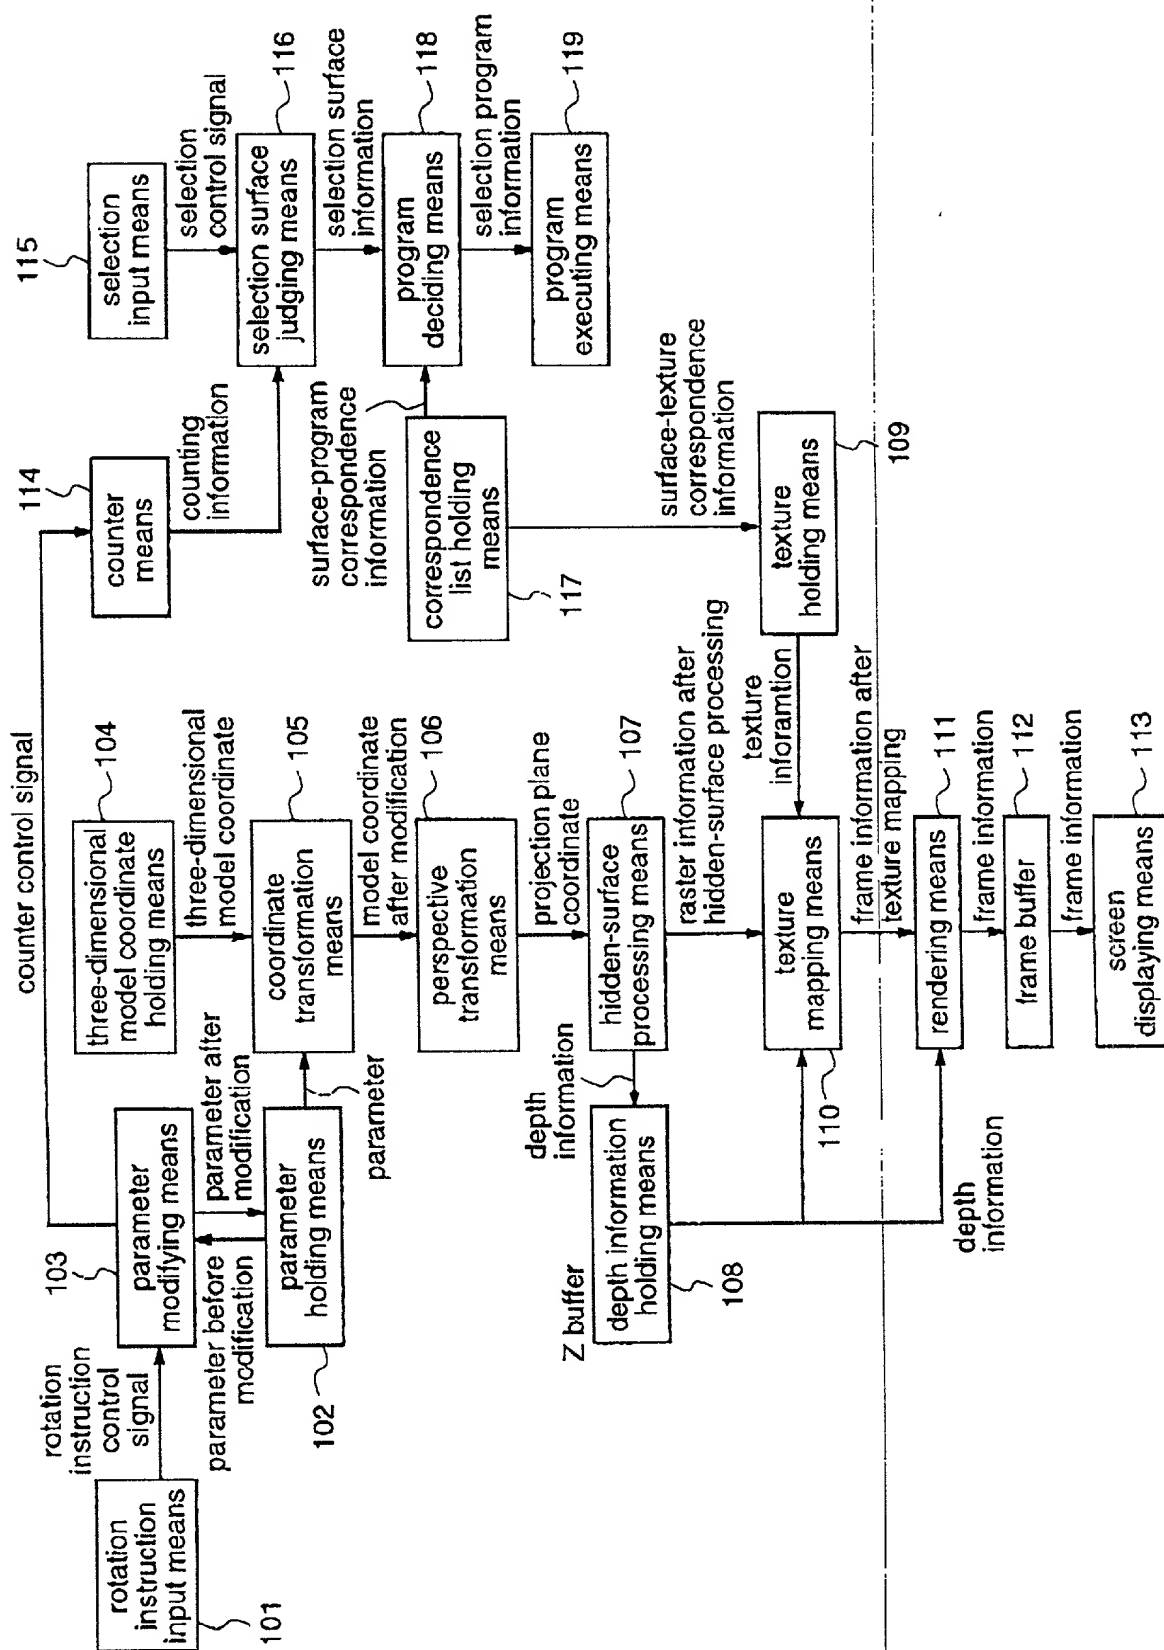 counter control signal
rotation
instruction
input means
101
rotation
instruction
control
signal
103
parameter
modifying means
parameter before
modification
parameter after
modification
parameter
holding means
102
parameter
three-dimensional
model coordinate
holding means
104
three-dimensional
model coordinate
coordinate
transformation
means
105
model coordinate
after modification
perspective
transformation
means
106
projection plane
coordinate
hidden-surface
processing means
107
depth
information
Z buffer
depth information
holding means
108
raster information after
hidden-surface processing
texture
mapping means
110
texture
inforamtion
texture
holding means
109
frame information after
texture mapping
depth
information
rendering means
111
frame information
frame buffer
112
frame information
screen
displaying means
113
114
counter
means
counting
information
115
selection
input means
selection
control signal
selection surface
judging means
116
selection surface
information
surface-program
correspondence
information
correspondence
list holding
means
117
surface-texture
correspondence
information
program
deciding means
118
selection program
information
program
executing means
119